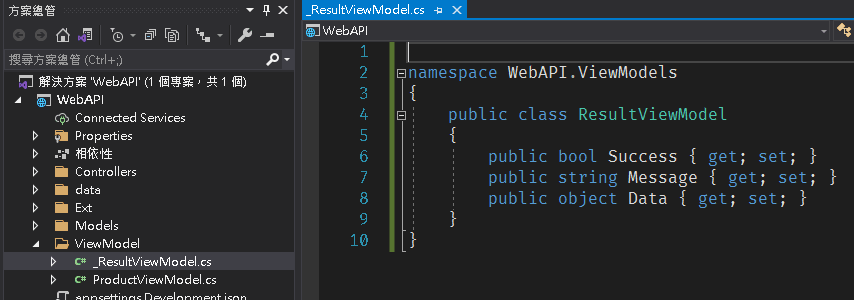 方案總管
搜尋方案總管 (Ctrl+;)
解決方案 'WebAPI' (1 個專案，共 1 個)
WebAPI
Connected Services
Properties
相依性
Controllers
data
Ext
Models
ViewModel
C# _ResultViewModel.cs
C# ProductViewModel.cs
appsettings.Development.json
_ResultViewModel.cs
WebAPI
1
2 namespace WebAPI.ViewModels
3 {
4 public class ResultViewModel
5 {
6 public bool Success { get; set; }
7 public string Message { get; set; }
8 public object Data { get; set; }
9 }
10 }